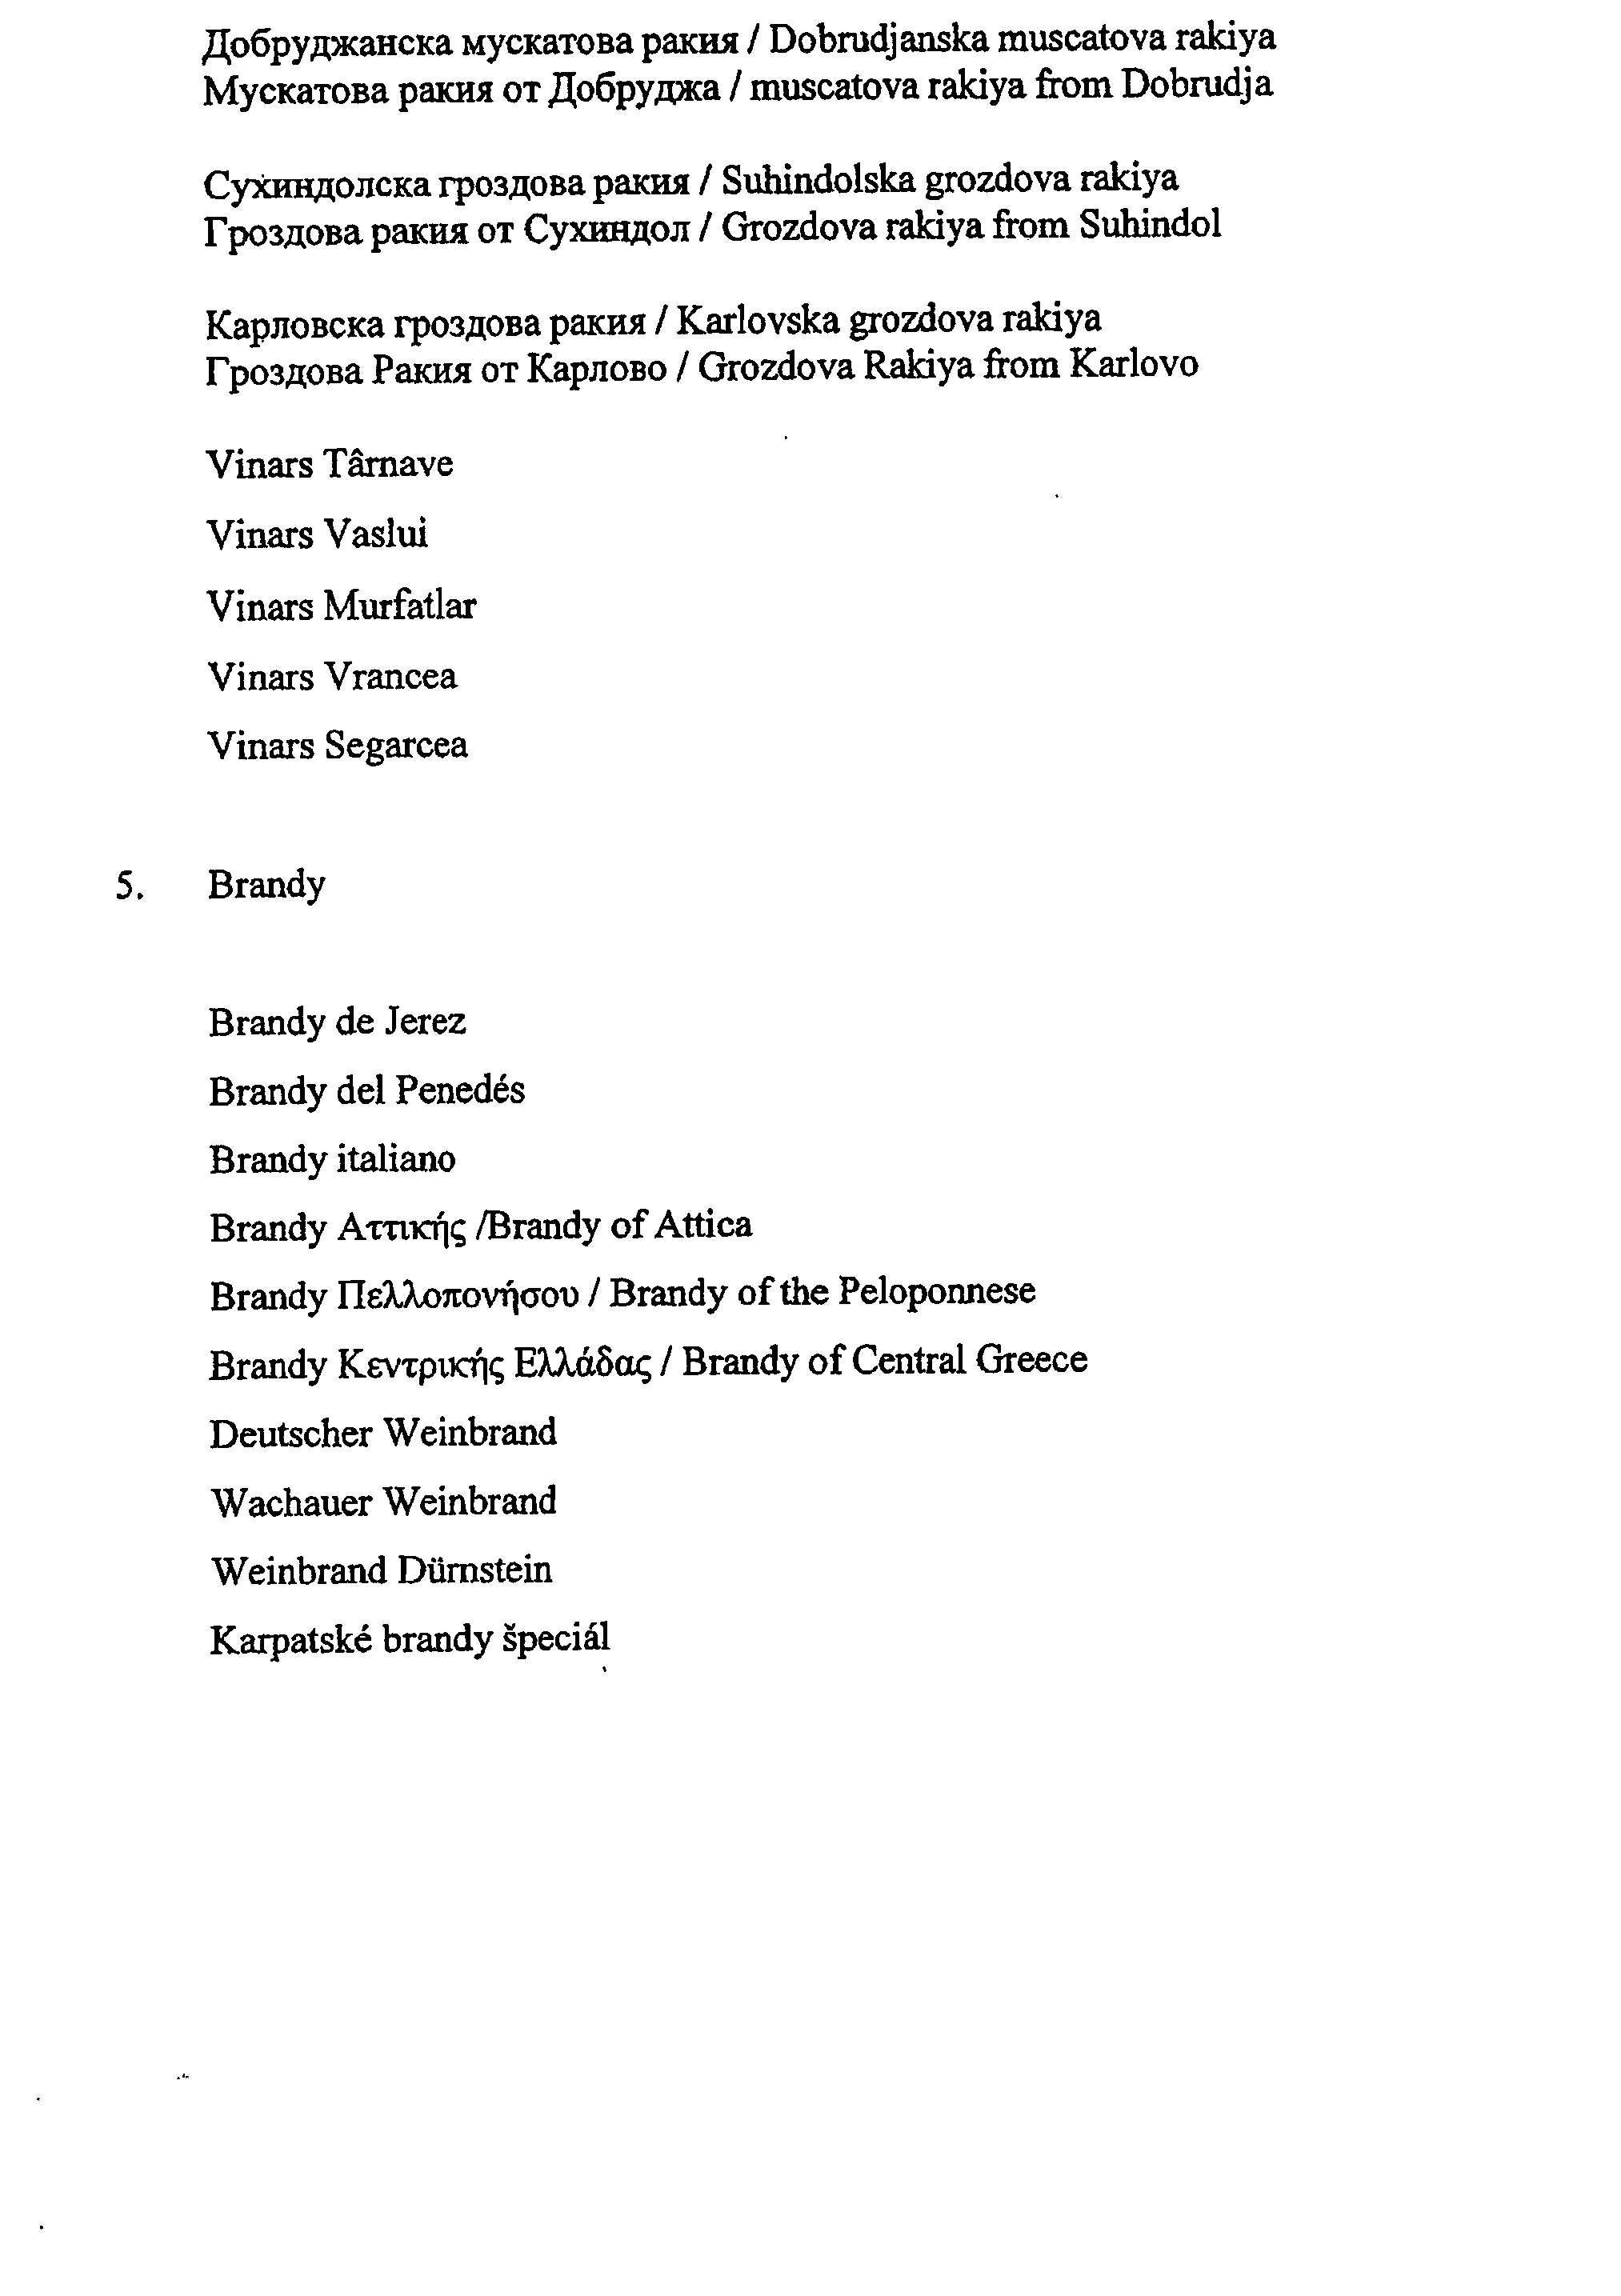 Добруджанска мускатова ракия / Dobrudjanska muscatova rakiya
Мускатова ракия от Добруджа / muscatova rakiya from Dobrudja
Сухиндолска гроздова ракия / Suhindolska grozdova rakiya
Гроздова ракия от Сухиндол / Grozdova rakiya from Suhindol
Карловска гроздова ракия / Karlovska grozdova rakiya
Гроздова Ракия от Карлово / Grozdova Rakiya from Karlovo
Vinars Târnave
Vinars Vaslui
Vinars Murfatlar
Vinars Vrancea
Vinars Segarcea
5. Brandy
Brandy de Jerez
Brandy del Penedés
Brandy italiano
Brandy Αττικής /Brandy of Attica
Brandy Πελλοπονήσου / Brandy of the Peloponnese
Brandy Κεντρικής Ελλάδας / Brandy of Central Greece
Deutscher Weinbrand
Wachauer Weinbrand
Weinbrand Dürnstein
Karpatské brandy špeciál